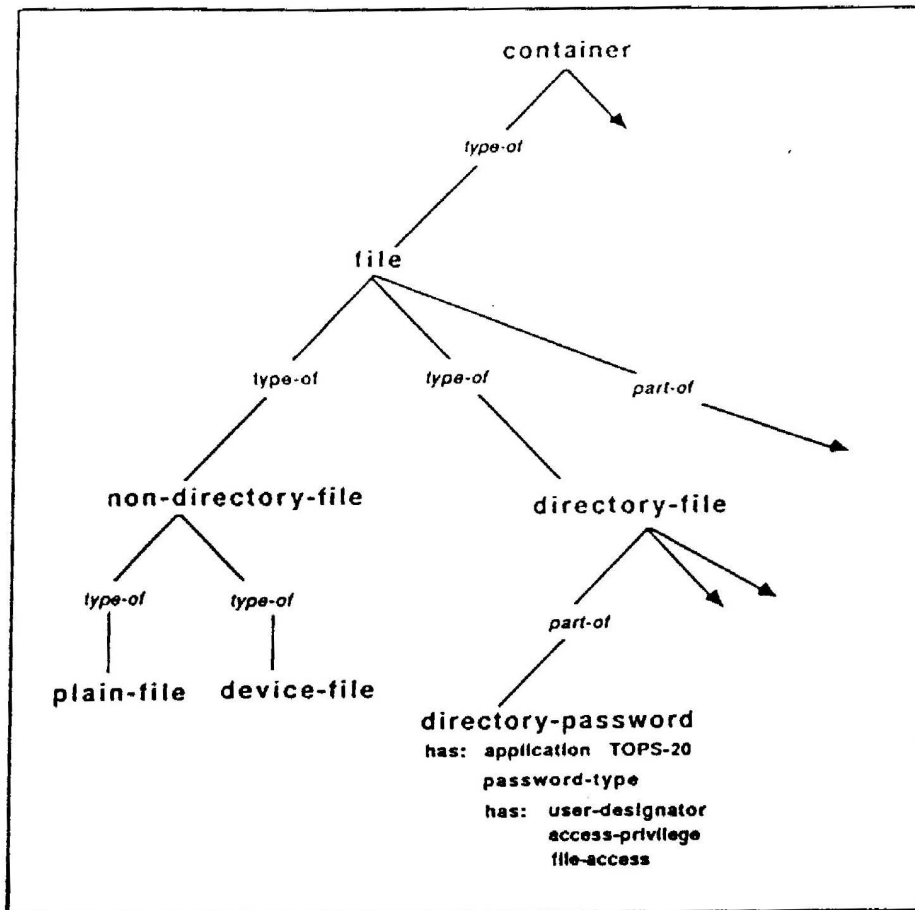 container
type-of
file
type-of type-of part-of
non-directory-file directory-file
type-of type-of part-of
plain-file device-file
directory-password
has: application TOPS-20
password-type
has: user-designator
access-privilege
file-access